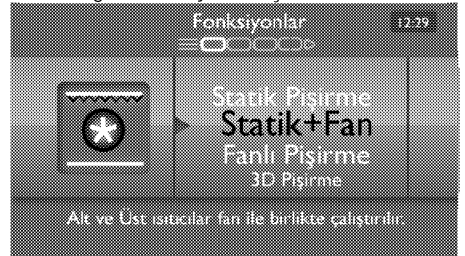 Fonksiyonlar
12:29
Statik Pişirme
Statik+Fan
Fanlı Pişirme
3D Pişirme
Alt ve Üst ısıtıcılar fan ile birlikte çalıştırılır.